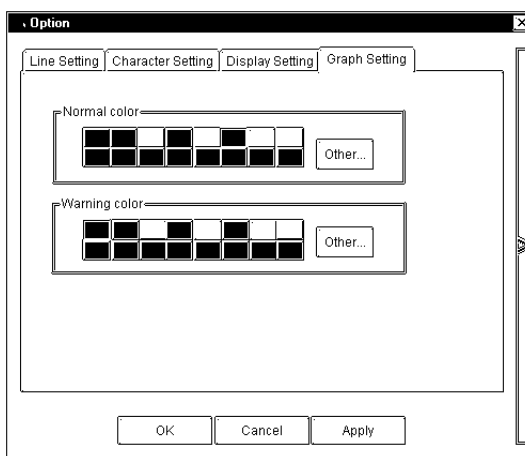 Option
Line Setting Character Setting Display Setting Graph Setting
Normal color
Other...
Warning color
Other...
OK Cancel Apply